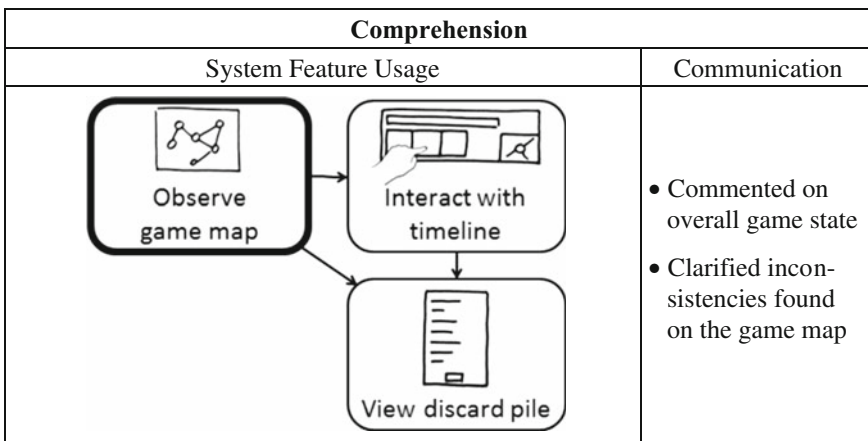 Comprehension
System Feature Usage
Communication
Observe
game map
Interact with
timeline
View discard pile
• Commented on
overall game state
• Clarified incon-
sistencies found
on the game map